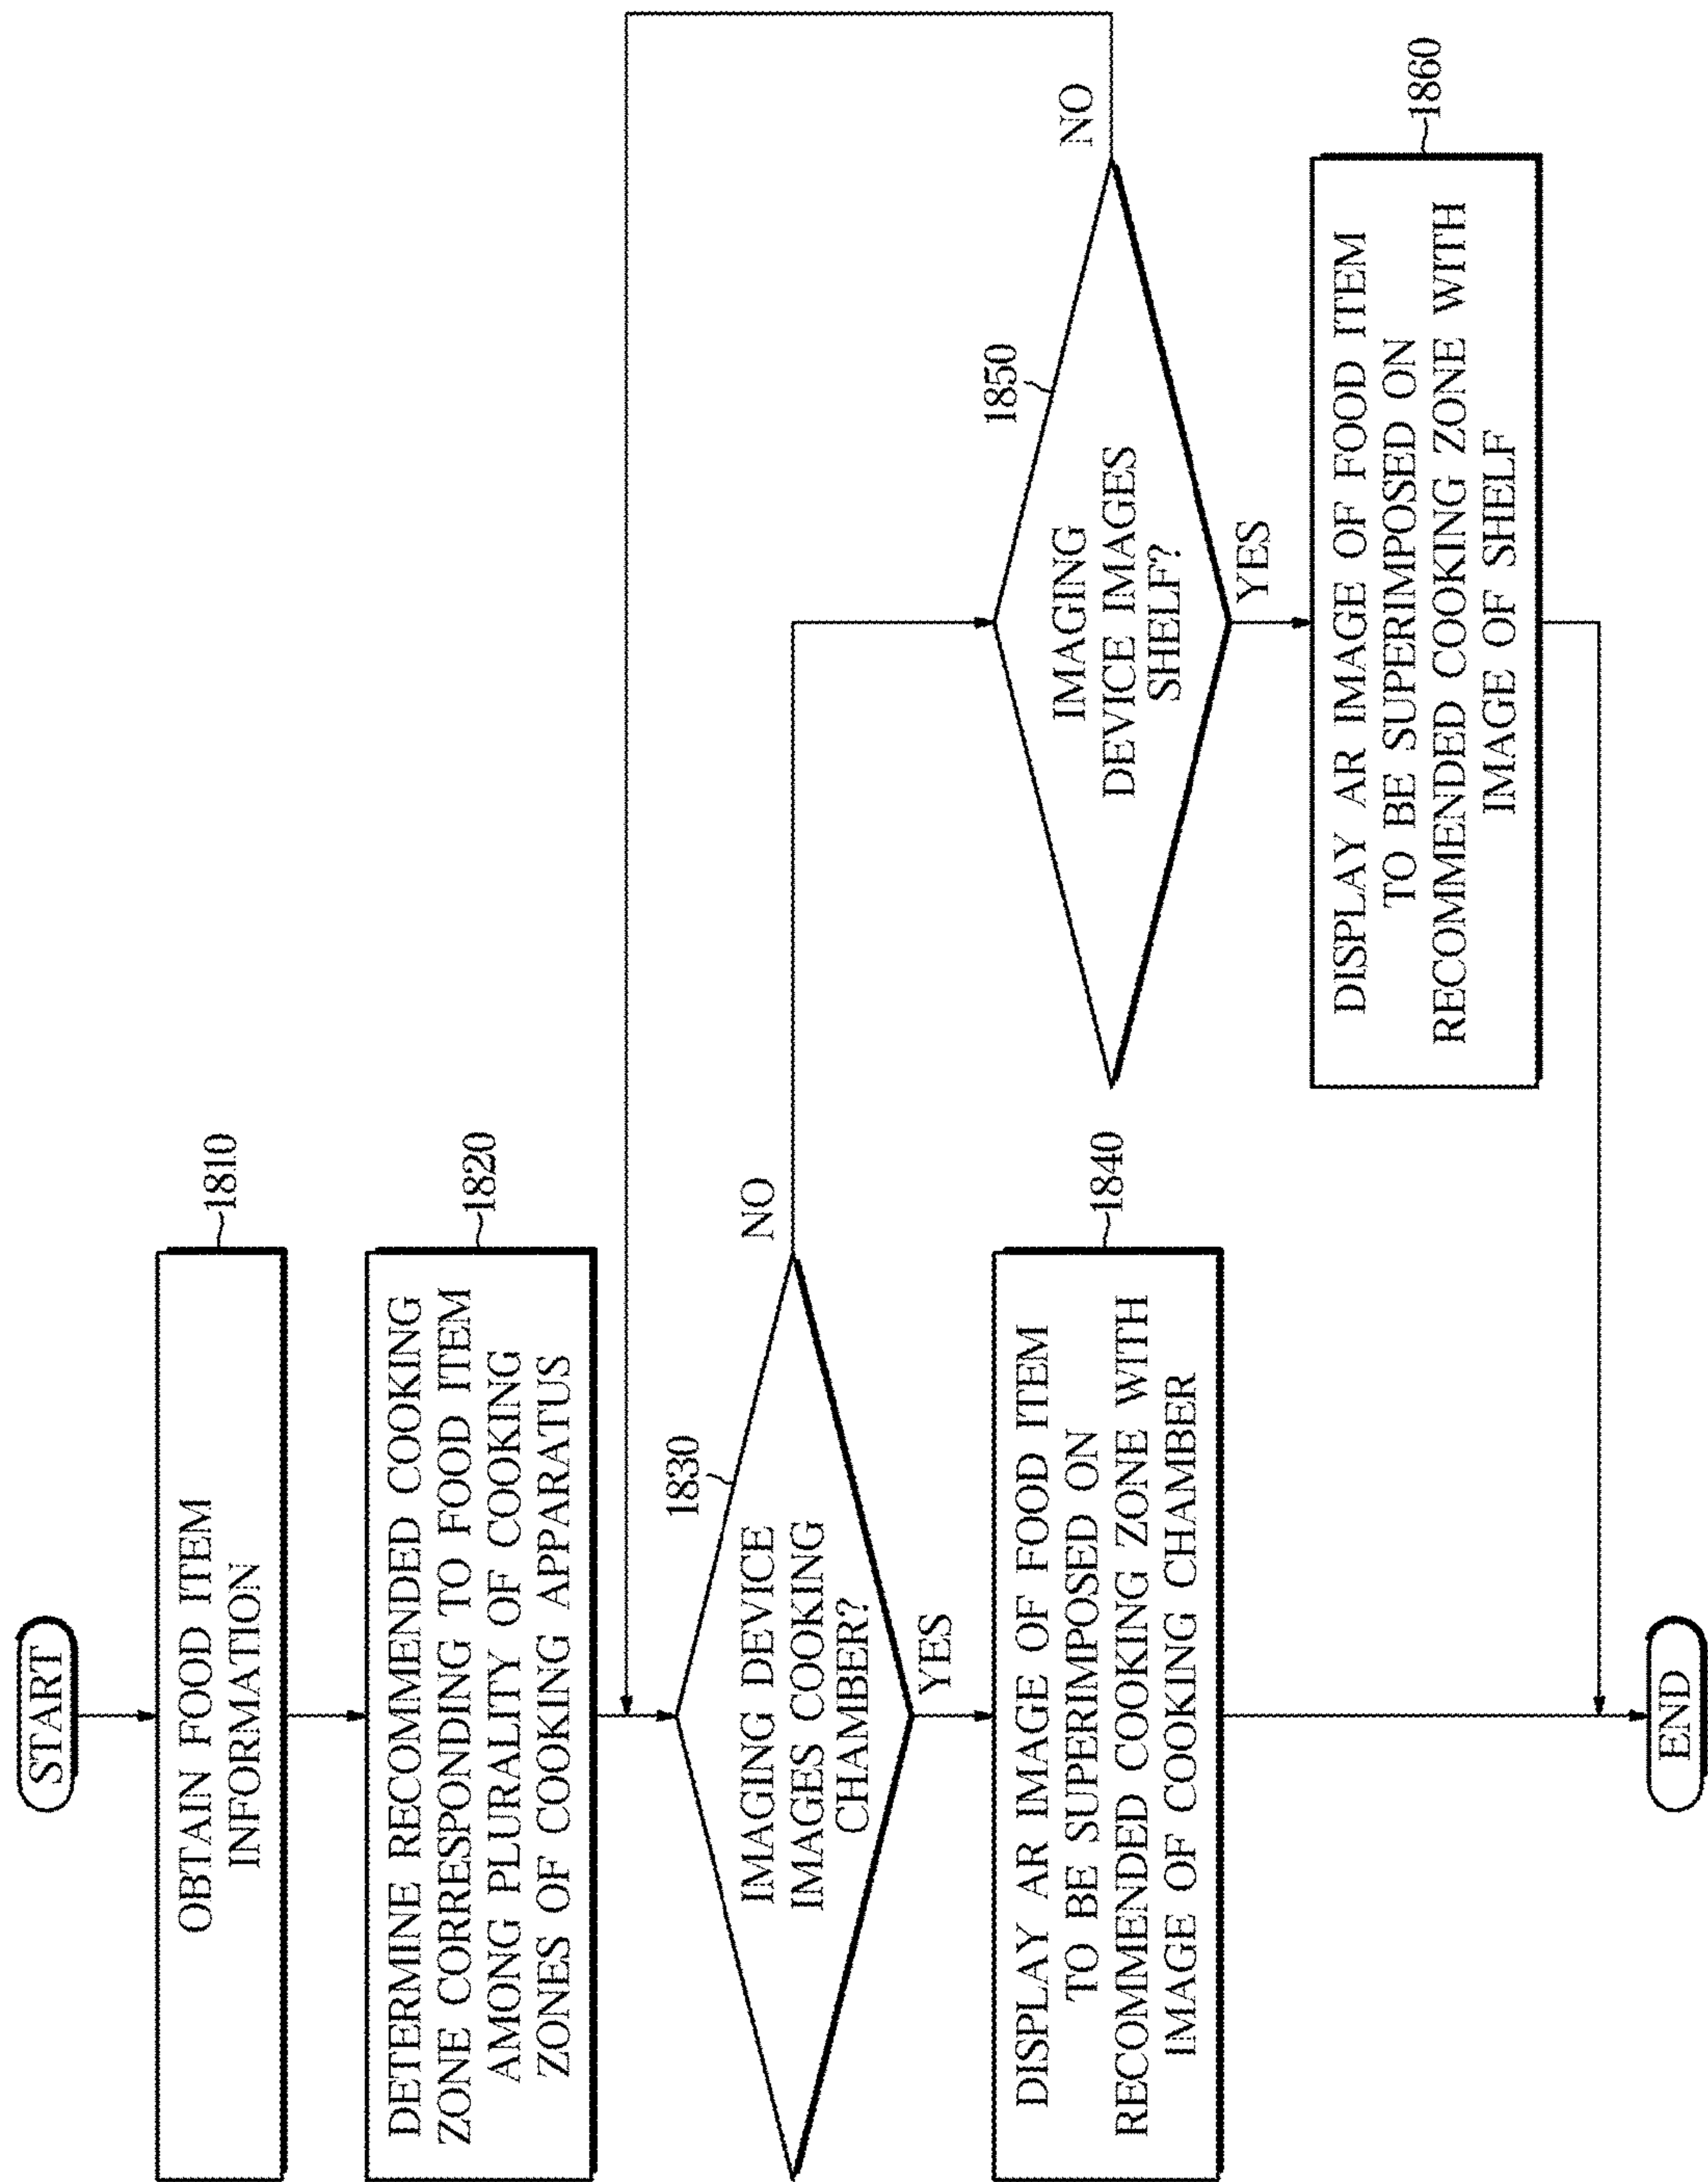 START
OBTAIN FOOD ITEM
INFORMATION
1810
DETERMINE RECOMMENDED COOKING
ZONE CORRESPONDING TO FOOD ITEM
AMONG PLURALITY OF COOKING
ZONES OF COOKING APPARATUS
1820
IMAGING DEVICE
IMAGES COOKING
CHAMBER?
1830
NO
YES
DISPLAY AR IMAGE OF FOOD ITEM
TO BE SUPERIMPOSED ON
RECOMMENDED COOKING ZONE WITH
IMAGE OF COOKING CHAMBER
1840
IMAGING
DEVICE IMAGES
SHELF?
1850
NO
YES
DISPLAY AR IMAGE OF FOOD ITEM
TO BE SUPERIMPOSED ON
RECOMMENDED COOKING ZONE WITH
IMAGE OF SHELF
1860
END